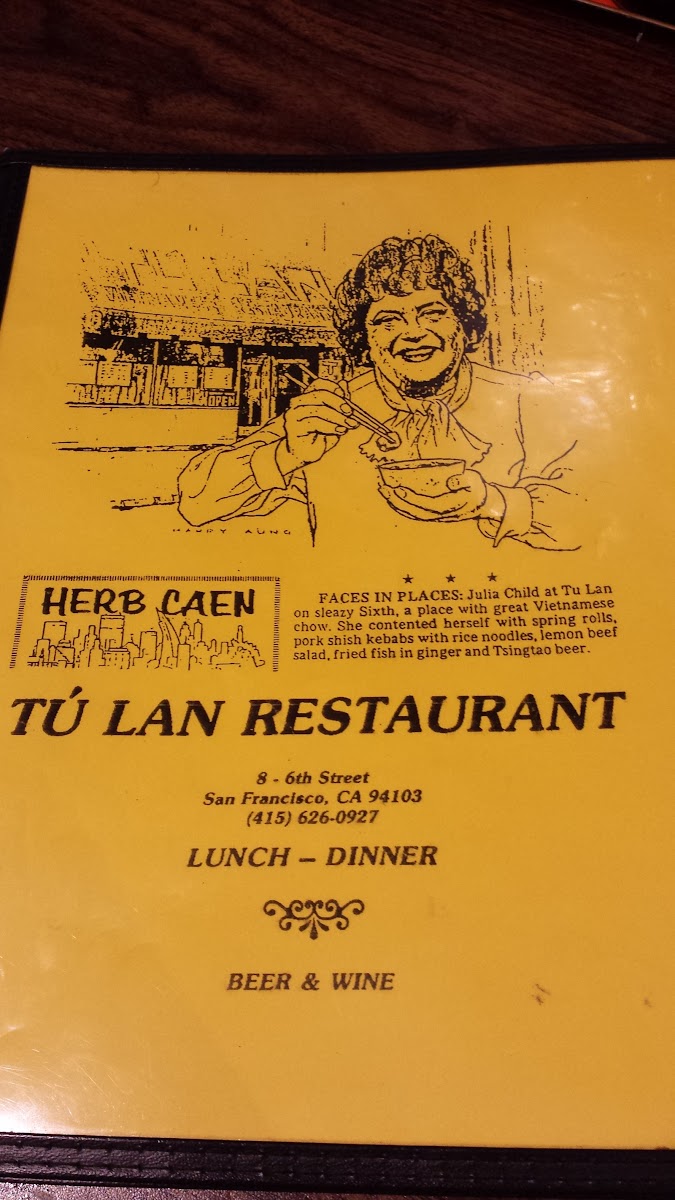 OPEN
HARRY AUNG
★ ★ ★
HERB CAEN
FACES IN PLACES: Julia Child at Tu Lan
on sleazy Sixth, a place with great Vietnamese
chow. She contented herself with spring rolls,
pork shish kebabs with rice noodles, lemon beef
salad, fried fish in ginger and Tsingtao beer.
TÚ LAN RESTAURANT
8 - 6th Street
San Francisco, CA 94103
(415) 626-0927
LUNCH – DINNER
BEER & WINE